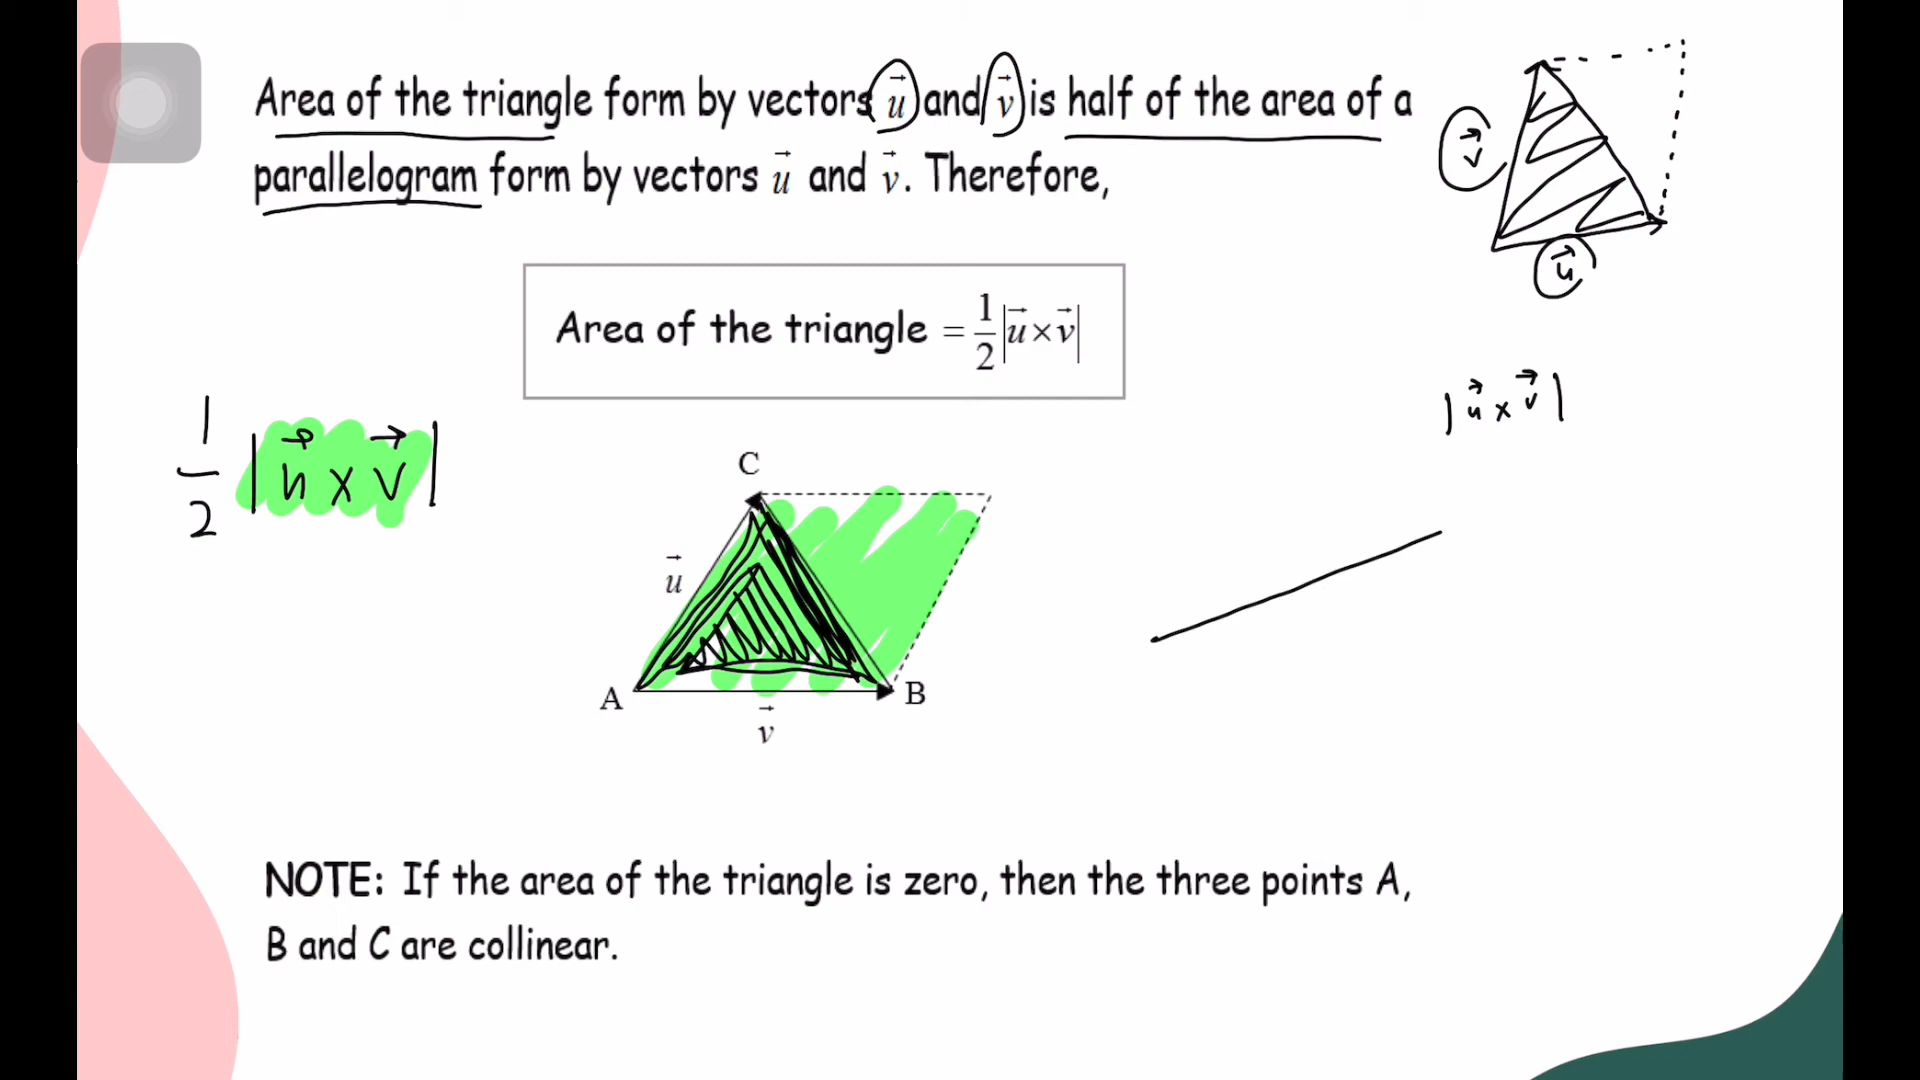 Area of the triangle form by vectors u⃗ and v⃗ is half of the area of a
parallelogram form by vectors u⃗ and v⃗. Therefore,
v⃗
u⃗
Area of the triangle = 1/2 |u⃗ × v⃗|
|u⃗ × v⃗|
1/2 |u⃗ × v⃗|
C
u⃗
A
B
v⃗
NOTE: If the area of the triangle is zero, then the three points A,
B and C are collinear.